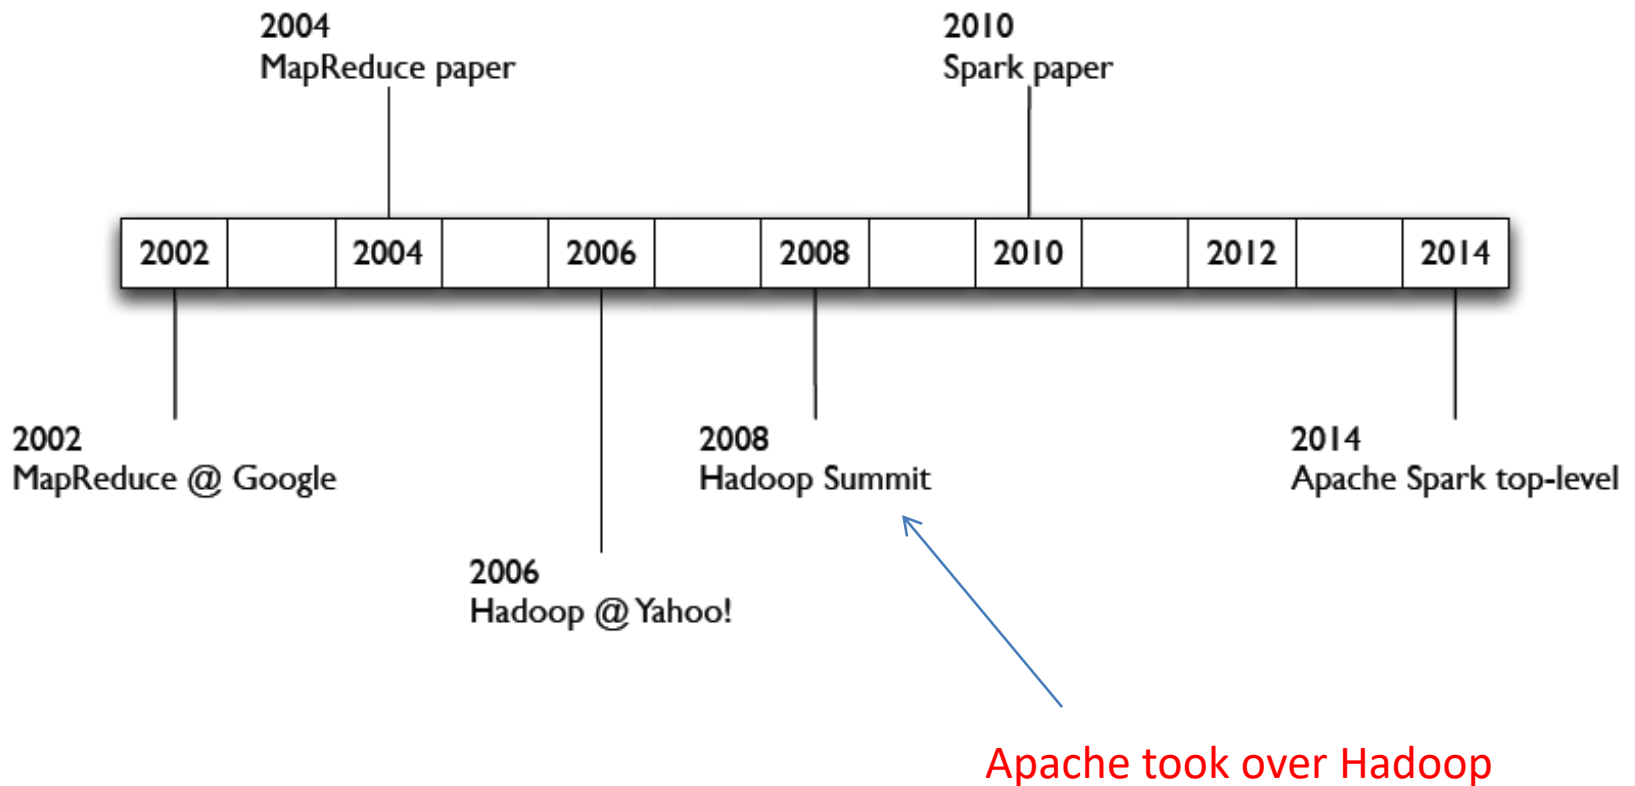 2004
MapReduce paper
2010
Spark paper
2002 2004 2006 2008 2010 2012 2014
2002
MapReduce @ Google
2008
Hadoop Summit
2014
Apache Spark top-level
2006
Hadoop @ Yahoo!
Apache took over Hadoop